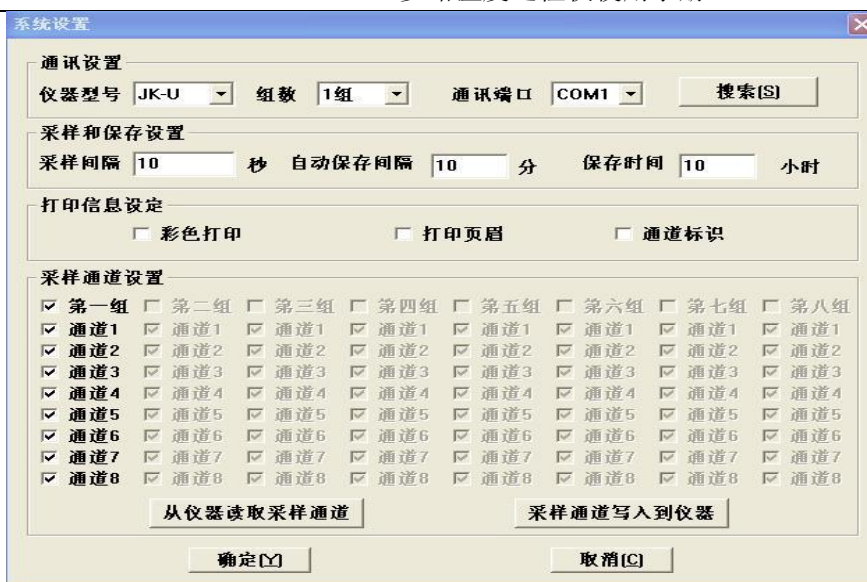 系统设置
通讯设置
仪器型号 JK-U 组数 1组 通讯端口 COM1 搜索(S)
采样和保存设置
采样间隔 10 秒 自动保存间隔 10 分 保存时间 10 小时
打印信息设定
彩色打印 打印页眉 通道标识
采样通道设置
第一组 第二组 第三组 第四组 第五组 第六组 第七组 第八组
通道1 通道1 通道1 通道1 通道1 通道1 通道1 通道1
通道2 通道2 通道2 通道2 通道2 通道2 通道2 通道2
通道3 通道3 通道3 通道3 通道3 通道3 通道3 通道3
通道4 通道4 通道4 通道4 通道4 通道4 通道4 通道4
通道5 通道5 通道5 通道5 通道5 通道5 通道5 通道5
通道6 通道6 通道6 通道6 通道6 通道6 通道6 通道6
通道7 通道7 通道7 通道7 通道7 通道7 通道7 通道7
通道8 通道8 通道8 通道8 通道8 通道8 通道8 通道8
从仪器读取采样通道 采样通道写入到仪器
确定(Y) 取消(C)